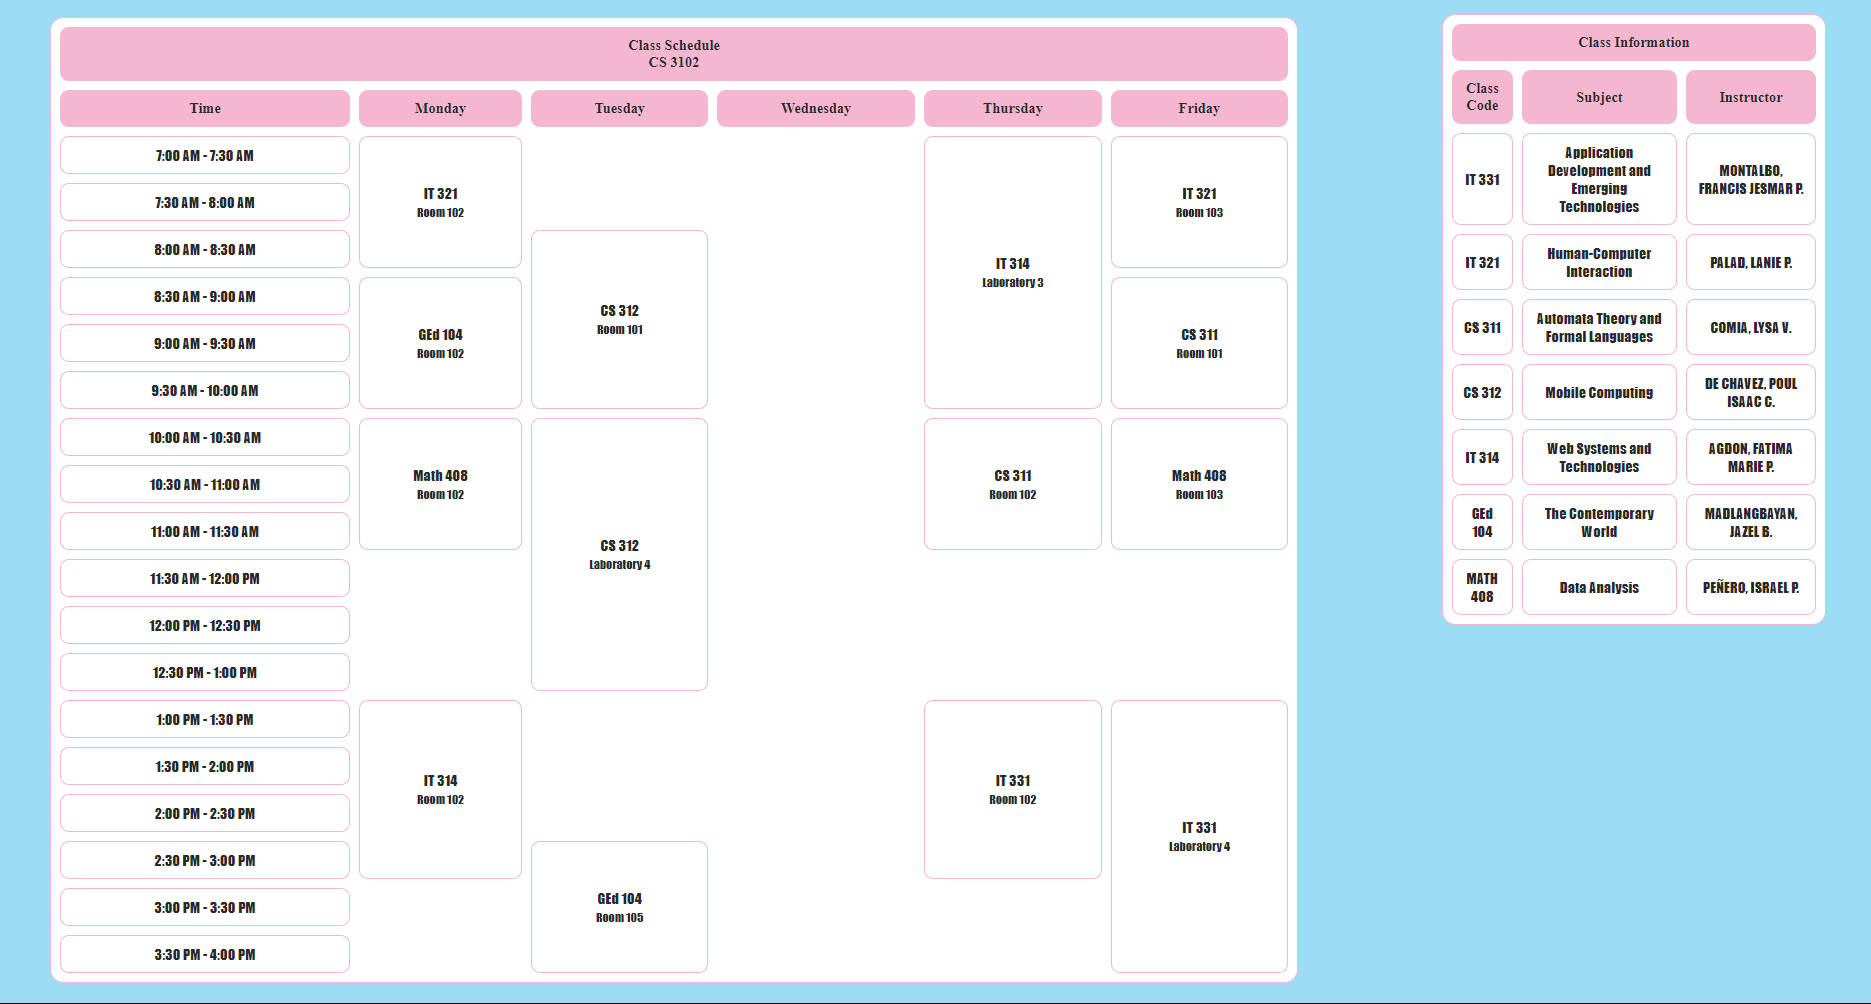 Class Schedule
CS 3102
Time
Monday
Tuesday
Wednesday
Thursday
Friday
7:00 AM - 7:30 AM
7:30 AM - 8:00 AM
8:00 AM - 8:30 AM
8:30 AM - 9:00 AM
9:00 AM - 9:30 AM
9:30 AM - 10:00 AM
10:00 AM - 10:30 AM
10:30 AM - 11:00 AM
11:00 AM - 11:30 AM
11:30 AM - 12:00 PM
12:00 PM - 12:30 PM
12:30 PM - 1:00 PM
1:00 PM - 1:30 PM
1:30 PM - 2:00 PM
2:00 PM - 2:30 PM
2:30 PM - 3:00 PM
3:00 PM - 3:30 PM
3:30 PM - 4:00 PM
IT 321
Room 102
GEd 104
Room 102
Math 408
Room 102
IT 314
Room 102
CS 312
Room 101
CS 312
Laboratory 4
GEd 104
Room 105
IT 314
Laboratory 3
CS 311
Room 102
IT 331
Room 102
IT 321
Room 103
CS 311
Room 101
Math 408
Room 103
IT 331
Laboratory 4
Class Information
Class
Code
Subject
Instructor
IT 331
Application
Development and
Emerging
Technologies
MONTALBO,
FRANCIS JESMAR P.
IT 321
Human-Computer
Interaction
PALAD, LANIE P.
CS 311
Automata Theory and
Formal Languages
COMIA, LYSA V.
CS 312
Mobile Computing
DE CHAVEZ, POUL
ISAAC C.
IT 314
Web Systems and
Technologies
AGDON, FATIMA
MARIE P.
GEd
104
The Contemporary
World
MADLANGBAYAN,
JAZEL B.
MATH
408
Data Analysis
PEÑERO, ISRAEL P.